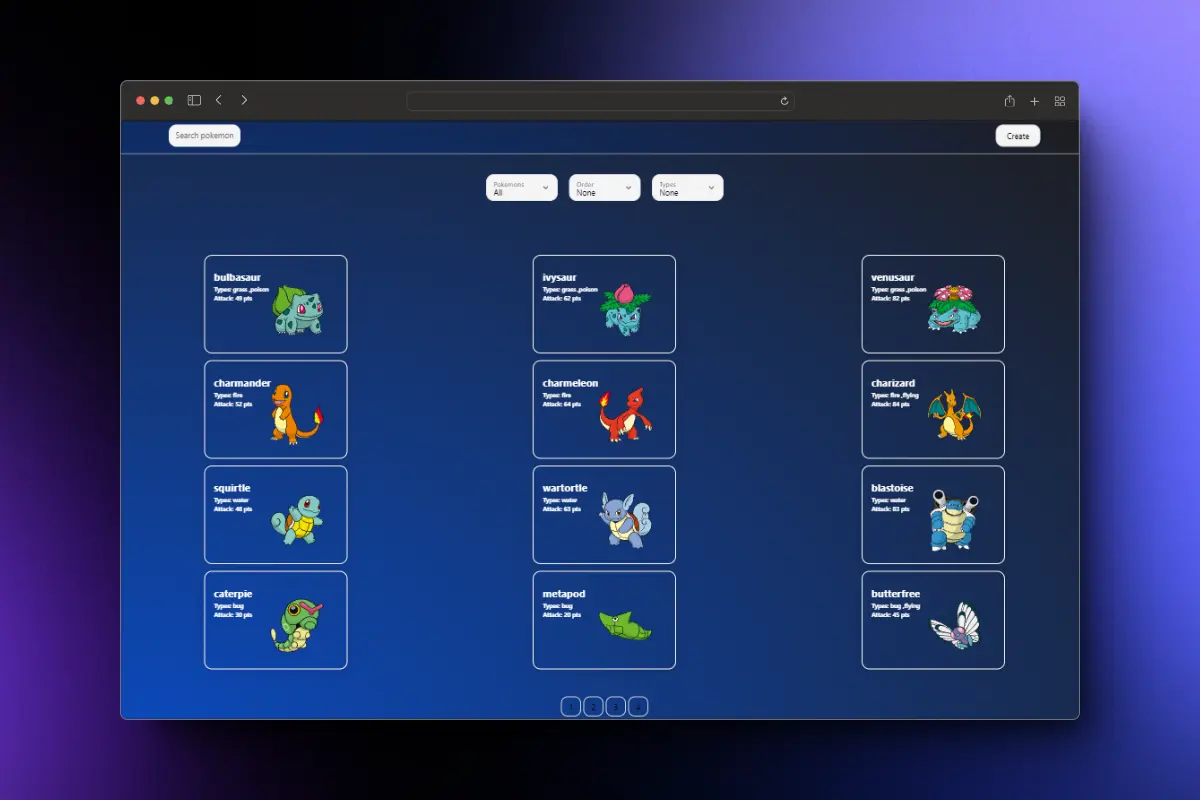 Search pokemon
Create
Pokemons
All
Order
None
Types
None
bulbasaur
Types: grass ,poison
Attack: 49 pts
ivysaur
Types: grass ,poison
Attack: 62 pts
venusaur
Types: grass ,poison
Attack: 82 pts
charmander
Types: fire
Attack: 52 pts
charmeleon
Types: fire
Attack: 64 pts
charizard
Types: fire ,flying
Attack: 84 pts
squirtle
Types: water
Attack: 48 pts
wartortle
Types: water
Attack: 63 pts
blastoise
Types: water
Attack: 83 pts
caterpie
Types: bug
Attack: 30 pts
metapod
Types: bug
Attack: 20 pts
butterfree
Types: bug ,flying
Attack: 45 pts
1 2 3 4